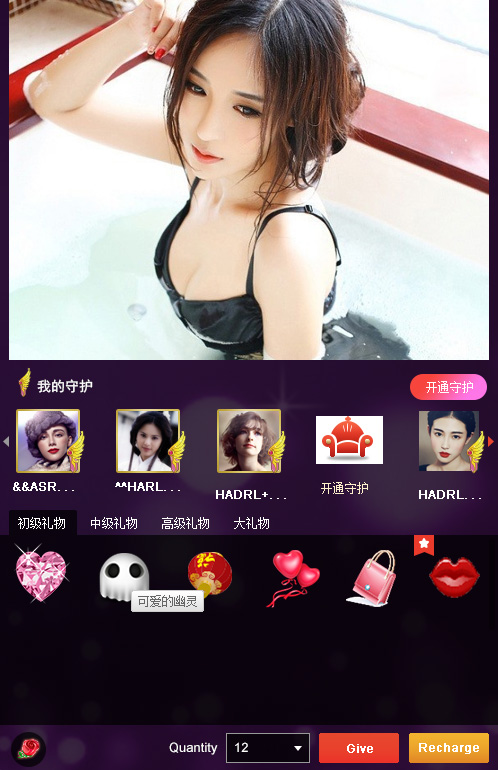 我的守护
开通守护
&&ASR...
^^HARL...
HADRL+...
开通守护
HADRL...
初级礼物
中级礼物
高级礼物
大礼物
可爱的幽灵
Quantity
12
Give
Recharge